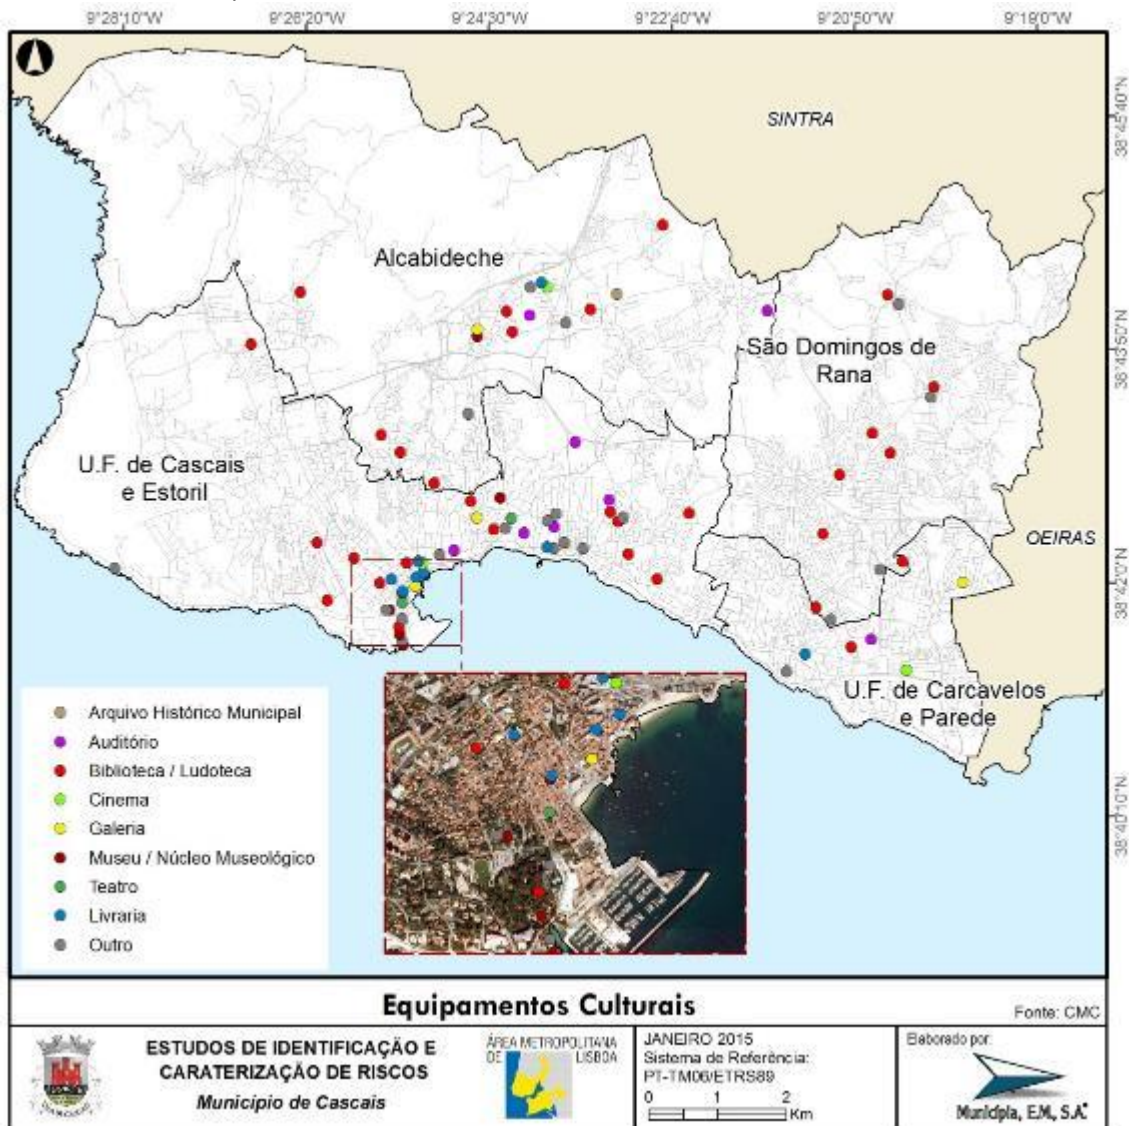 9°28'10"W
9°26'20"W
9°24'30"W
9°22'40"W
9°20'50"W
9°19'0"W
38°45'40"N
SINTRA
Alcabideche
38°43'50"N
São Domingos de
Rana
U.F. de Cascais
e Estoril
OEIRAS
38°42'0"N
U.F. de Carcavelos
e Parede
38°40'10"N
Arquivo Histórico Municipal
Auditório
Biblioteca / Ludoteca
Cinema
Galeria
Museu / Núcleo Museológico
Teatro
Livraria
Outro
Equipamentos Culturais
Fonte: CMC
ESTUDOS DE IDENTIFICAÇÃO E
CARATERIZAÇÃO DE RISCOS
Município de Cascais
ÁREA METROPOLITANA
DE LISBOA
JANEIRO 2015
Sistema de Referência:
PT-TM06/ETRS89
0 1 2
Km
Elaborado por:
Municípia, E.M., S.A.